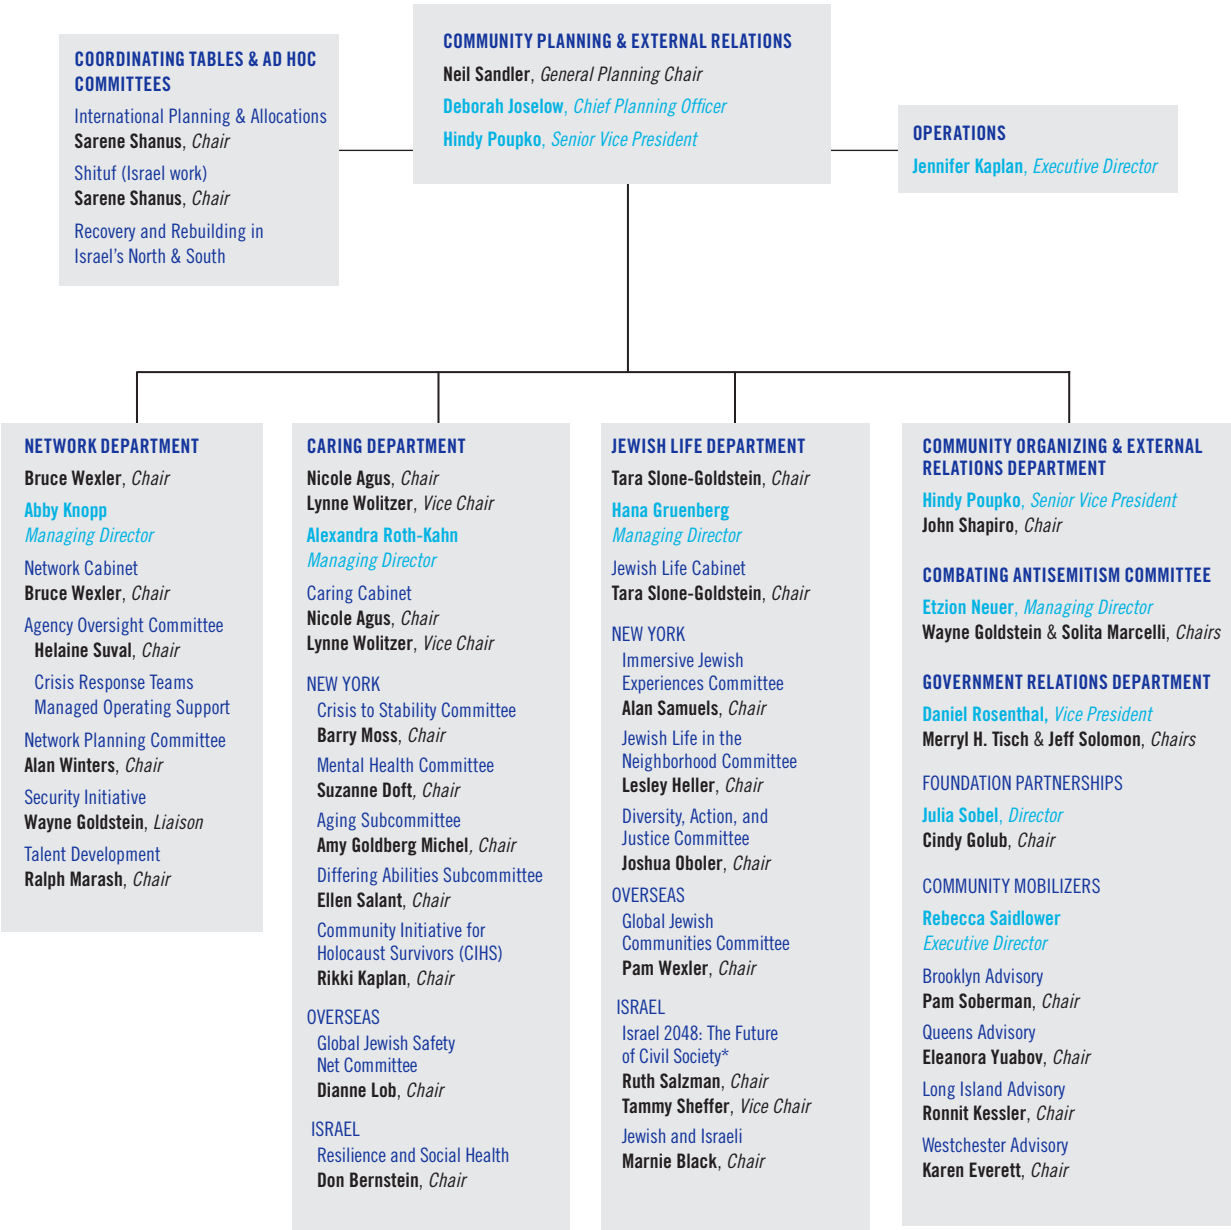 COORDINATING TABLES & AD HOC
COMMITTEES
International Planning & Allocations
Sarene Shanus, Chair
Shituf (Israel work)
Sarene Shanus, Chair
Recovery and Rebuilding in
Israel's North & South
COMMUNITY PLANNING & EXTERNAL RELATIONS
Neil Sandler, General Planning Chair
Deborah Joselow, Chief Planning Officer
Hindy Poupko, Senior Vice President
OPERATIONS
Jennifer Kaplan, Executive Director
NETWORK DEPARTMENT
Bruce Wexler, Chair
Abby Knopp
Managing Director
Network Cabinet
Bruce Wexler, Chair
Agency Oversight Committee
Helaine Suval, Chair
Crisis Response Teams
Managed Operating Support
Network Planning Committee
Alan Winters, Chair
Security Initiative
Wayne Goldstein, Liaison
Talent Development
Ralph Marash, Chair
CARING DEPARTMENT
Nicole Agus, Chair
Lynne Wolitzer, Vice Chair
Alexandra Roth-Kahn
Managing Director
Caring Cabinet
Nicole Agus, Chair
Lynne Wolitzer, Vice Chair
NEW YORK
Crisis to Stability Committee
Barry Moss, Chair
Mental Health Committee
Suzanne Doft, Chair
Aging Subcommittee
Amy Goldberg Michel, Chair
Differing Abilities Subcommittee
Ellen Salant, Chair
Community Initiative for
Holocaust Survivors (CIHS)
Rikki Kaplan, Chair
OVERSEAS
Global Jewish Safety
Net Committee
Dianne Lob, Chair
ISRAEL
Resilience and Social Health
Don Bernstein, Chair
JEWISH LIFE DEPARTMENT
Tara Slone-Goldstein, Chair
Hana Gruenberg
Managing Director
Jewish Life Cabinet
Tara Slone-Goldstein, Chair
NEW YORK
Immersive Jewish
Experiences Committee
Alan Samuels, Chair
Jewish Life in the
Neighborhood Committee
Lesley Heller, Chair
Diversity, Action, and
Justice Committee
Joshua Oboler, Chair
OVERSEAS
Global Jewish
Communities Committee
Pam Wexler, Chair
ISRAEL
Israel 2048: The Future
of Civil Society*
Ruth Salzman, Chair
Tammy Sheffer, Vice Chair
Jewish and Israeli
Marnie Black, Chair
COMMUNITY ORGANIZING & EXTERNAL
RELATIONS DEPARTMENT
Hindy Poupko, Senior Vice President
John Shapiro, Chair
COMBATING ANTISEMITISM COMMITTEE
Etzion Neuer, Managing Director
Wayne Goldstein & Solita Marcelli, Chairs
GOVERNMENT RELATIONS DEPARTMENT
Daniel Rosenthal, Vice President
Merryl H. Tisch & Jeff Solomon, Chairs
FOUNDATION PARTNERSHIPS
Julia Sobel, Director
Cindy Golub, Chair
COMMUNITY MOBILIZERS
Rebecca Saidlower
Executive Director
Brooklyn Advisory
Pam Soberman, Chair
Queens Advisory
Eleanora Yuabov, Chair
Long Island Advisory
Ronnit Kessler, Chair
Westchester Advisory
Karen Everett, Chair